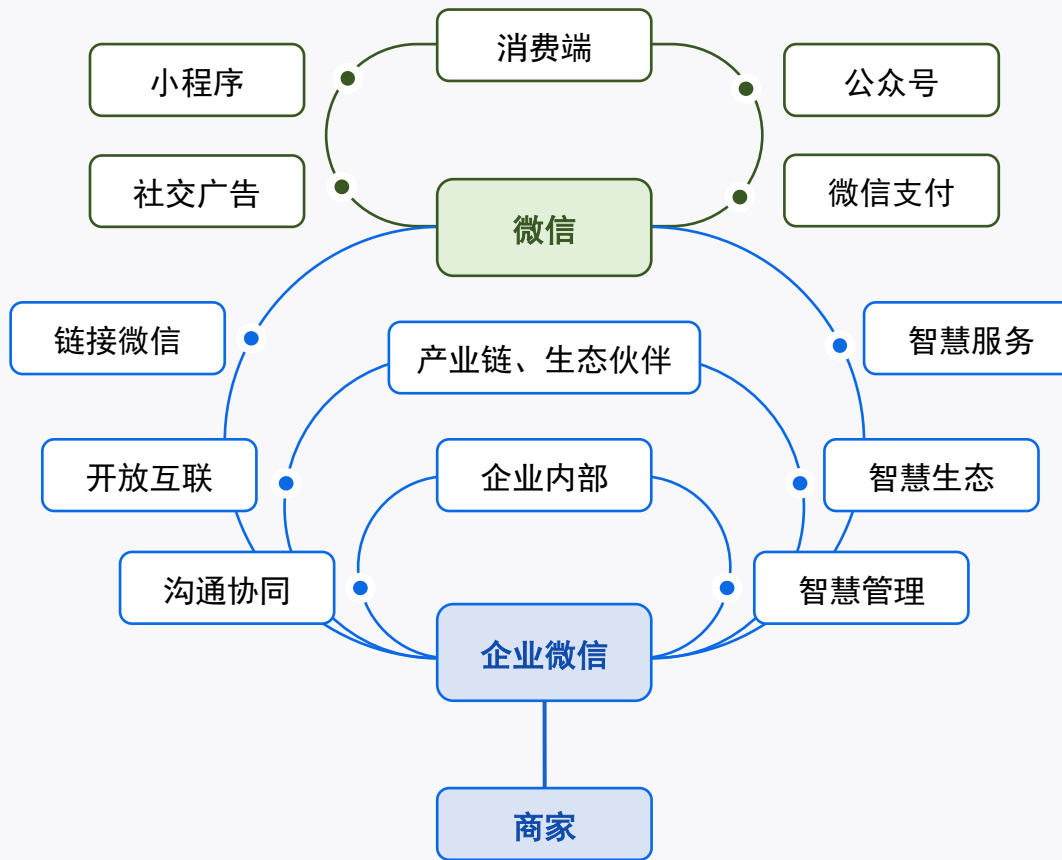 消费端
小程序
公众号
社交广告
微信支付
微信
链接微信
产业链、生态伙伴
智慧服务
开放互联
企业内部
智慧生态
沟通协同
智慧管理
企业微信
商家